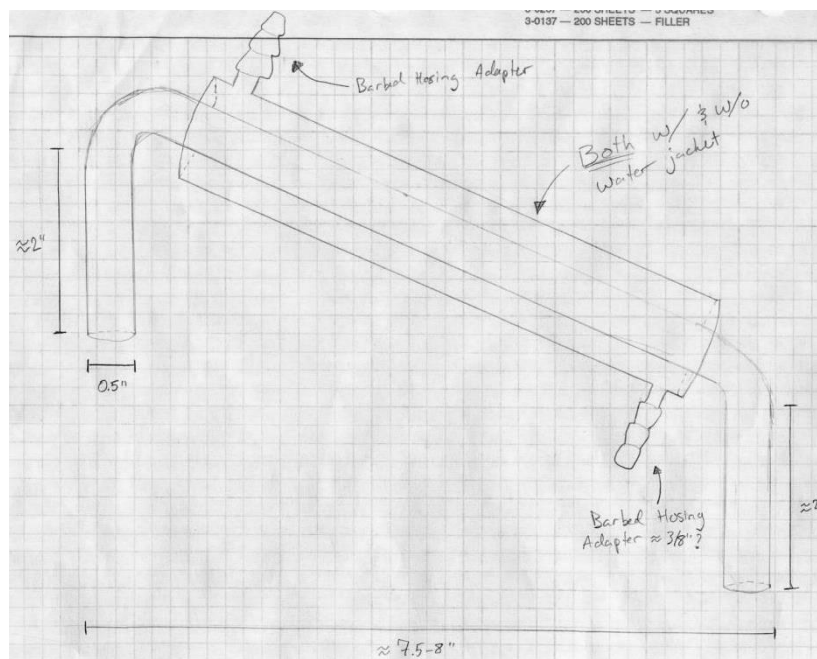 3-0137 — 200 SHEETS — FILLER
Barbed Hosing Adapter
Both w/ & w/o
water jacket
≈2"
0.5"
Barbed Hosing
Adapter ≈ 3/8"?
≈2
≈ 7.5-8"